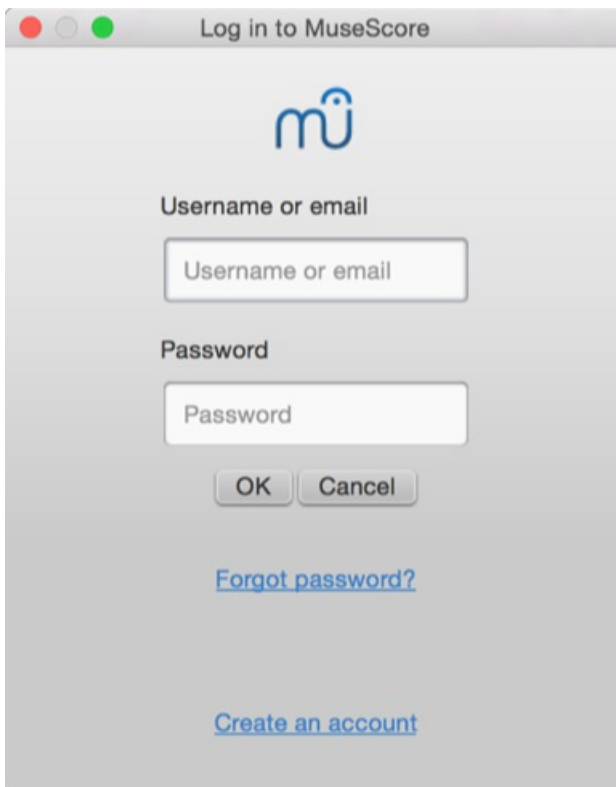 Log in to MuseScore
mu
Username or email
Username or email
Password
Password
OK Cancel
Forgot password?
Create an account